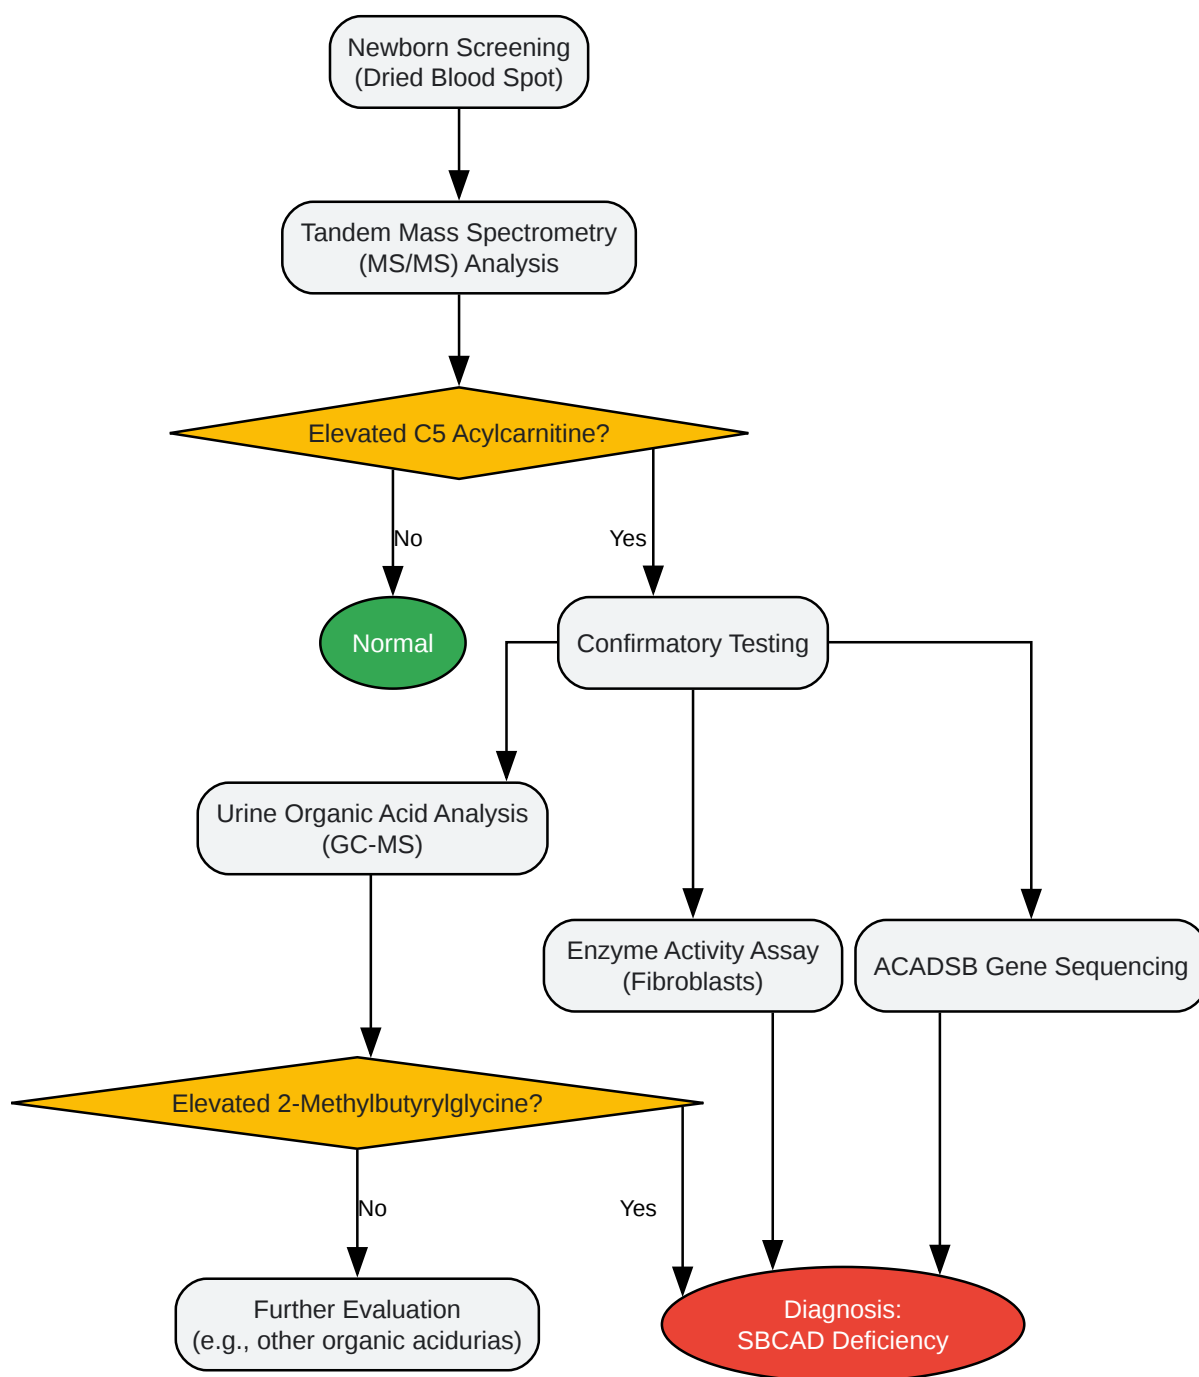 Newborn Screening
(Dried Blood Spot)
Tandem Mass Spectrometry
(MS/MS) Analysis
Elevated C5 Acylcarnitine?
No
Yes
Normal
Confirmatory Testing
Urine Organic Acid Analysis
(GC-MS)
Enzyme Activity Assay
(Fibroblasts)
ACADSB Gene Sequencing
Elevated 2-Methylbutyrylglycine?
No
Yes
Further Evaluation
(e.g., other organic acidurias)
Diagnosis:
SBCAD Deficiency